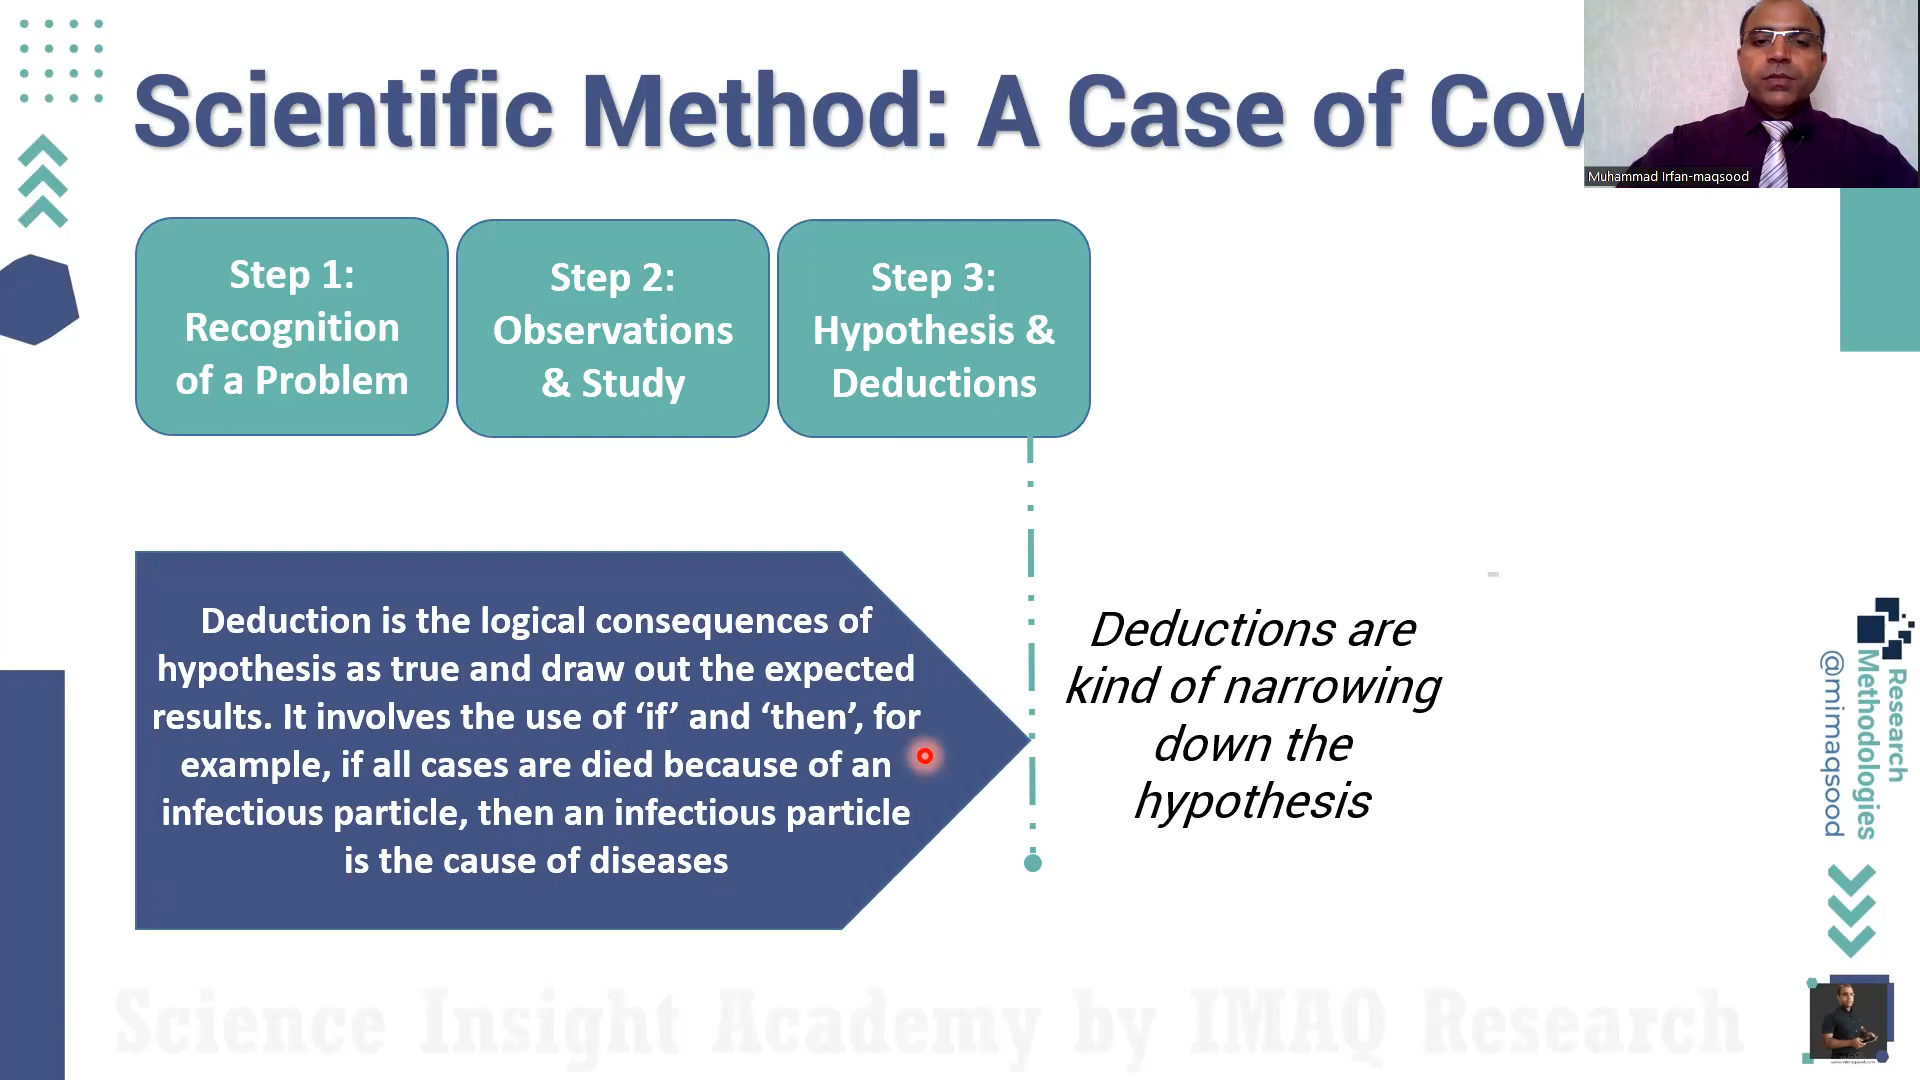 Scientific Method: A Case of Cov
Muhammad Irfan-maqsood
Step 1:
Recognition
of a Problem
Step 2:
Observations
& Study
Step 3:
Hypothesis &
Deductions
Deduction is the logical consequences of
hypothesis as true and draw out the expected
results. It involves the use of ‘if’ and ‘then’, for
example, if all cases are died because of an
infectious particle, then an infectious particle
is the cause of diseases
Deductions are
kind of narrowing
down the
hypothesis
Research
Methodologies
@mimaqsood
Science Insight Academy by IMAQ Research